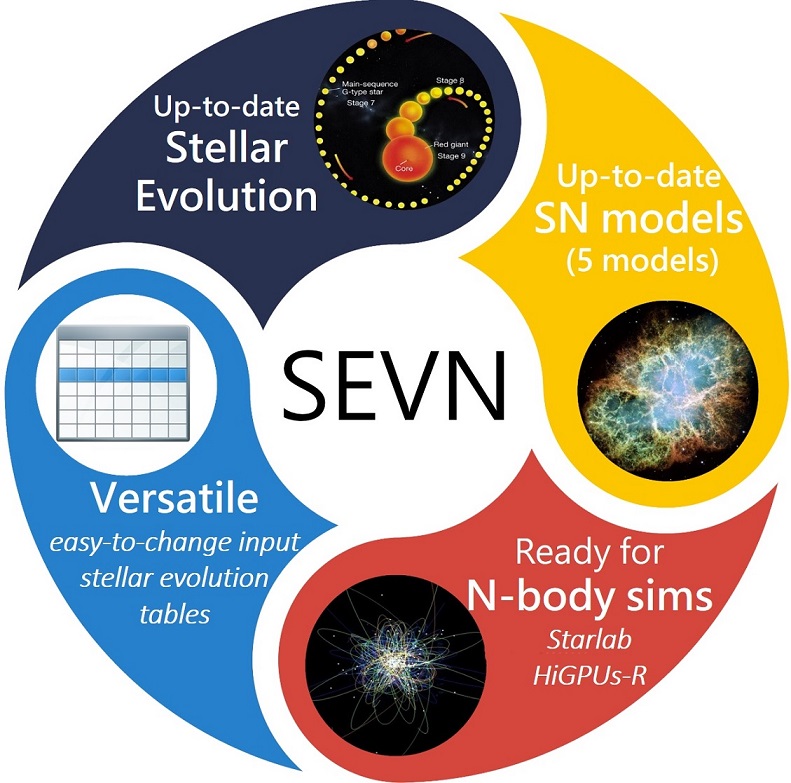 Up-to-date
Stellar
Evolution
Main-sequence
G-type star
Stage 7
Stage 8
Red giant
Stage 9
Core
Up-to-date
SN models
(5 models)
SEVN
Versatile
easy-to-change input
stellar evolution
tables
Ready for
N-body sims
Starlab
HiGPUs-R